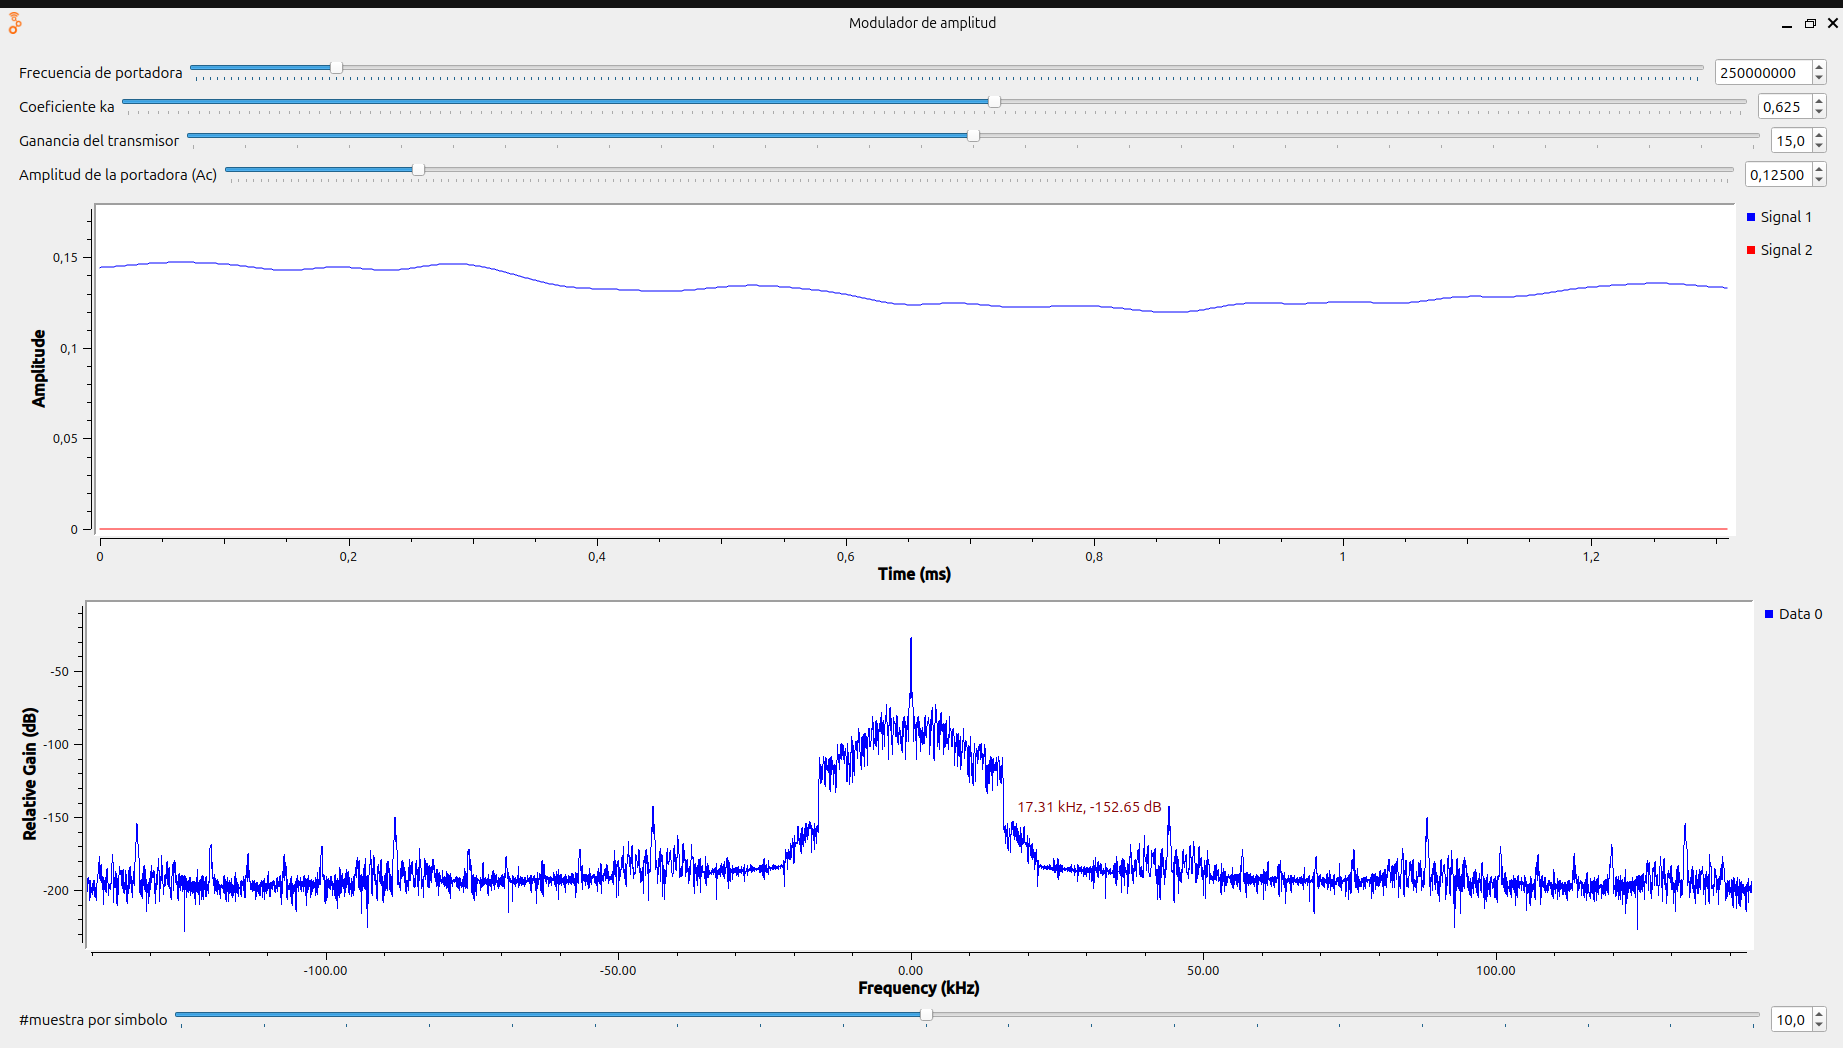 Modulador de amplitud
Frecuencia de portadora 250000000
Coeficiente ka 0,625
Ganancia del transmisor 15,0
Amplitud de la portadora (Ac) 0,12500
Signal 1
Signal 2
Amplitude
0,15
0,1
0,05
0
0 0,2 0,4 0,6 0,8 1 1,2
Time (ms)
Data 0
Relative Gain (dB)
-50
-100
17.31 kHz, -152.65 dB
-150
-200
-100.00 -50.00 0.00 50.00 100.00
Frequency (kHz)
#muestra por simbolo 10,0